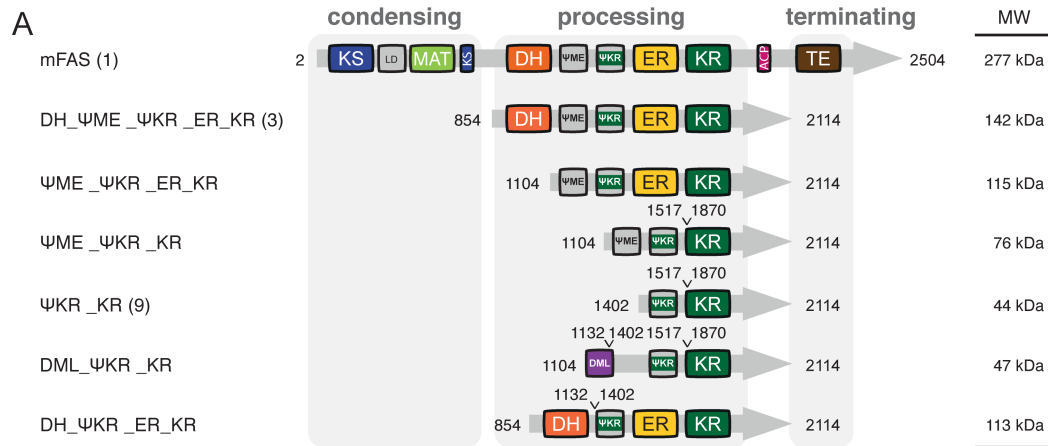 A
condensing processing terminating MW
mFAS (1) 2 KS LD MAT KS DH ΨME ΨKR ER KR ACP TE 2504 277 kDa
DH_ΨME _ΨKR _ER_KR (3) 854 DH ΨME ΨKR ER KR 2114 142 kDa
ΨME _ΨKR _ER_KR 1104 ΨME ΨKR ER KR 2114 115 kDa
1517 1870
ΨME _ΨKR _KR 1104 ΨME ΨKR KR 2114 76 kDa
1517 1870
ΨKR _KR (9) 1402 ΨKR KR 2114 44 kDa
1132 1402 1517 1870
DML_ΨKR _KR 1104 DML ΨKR KR 2114 47 kDa
1132 1402
DH_ΨKR _ER_KR 854 DH ΨKR ER KR 2114 113 kDa